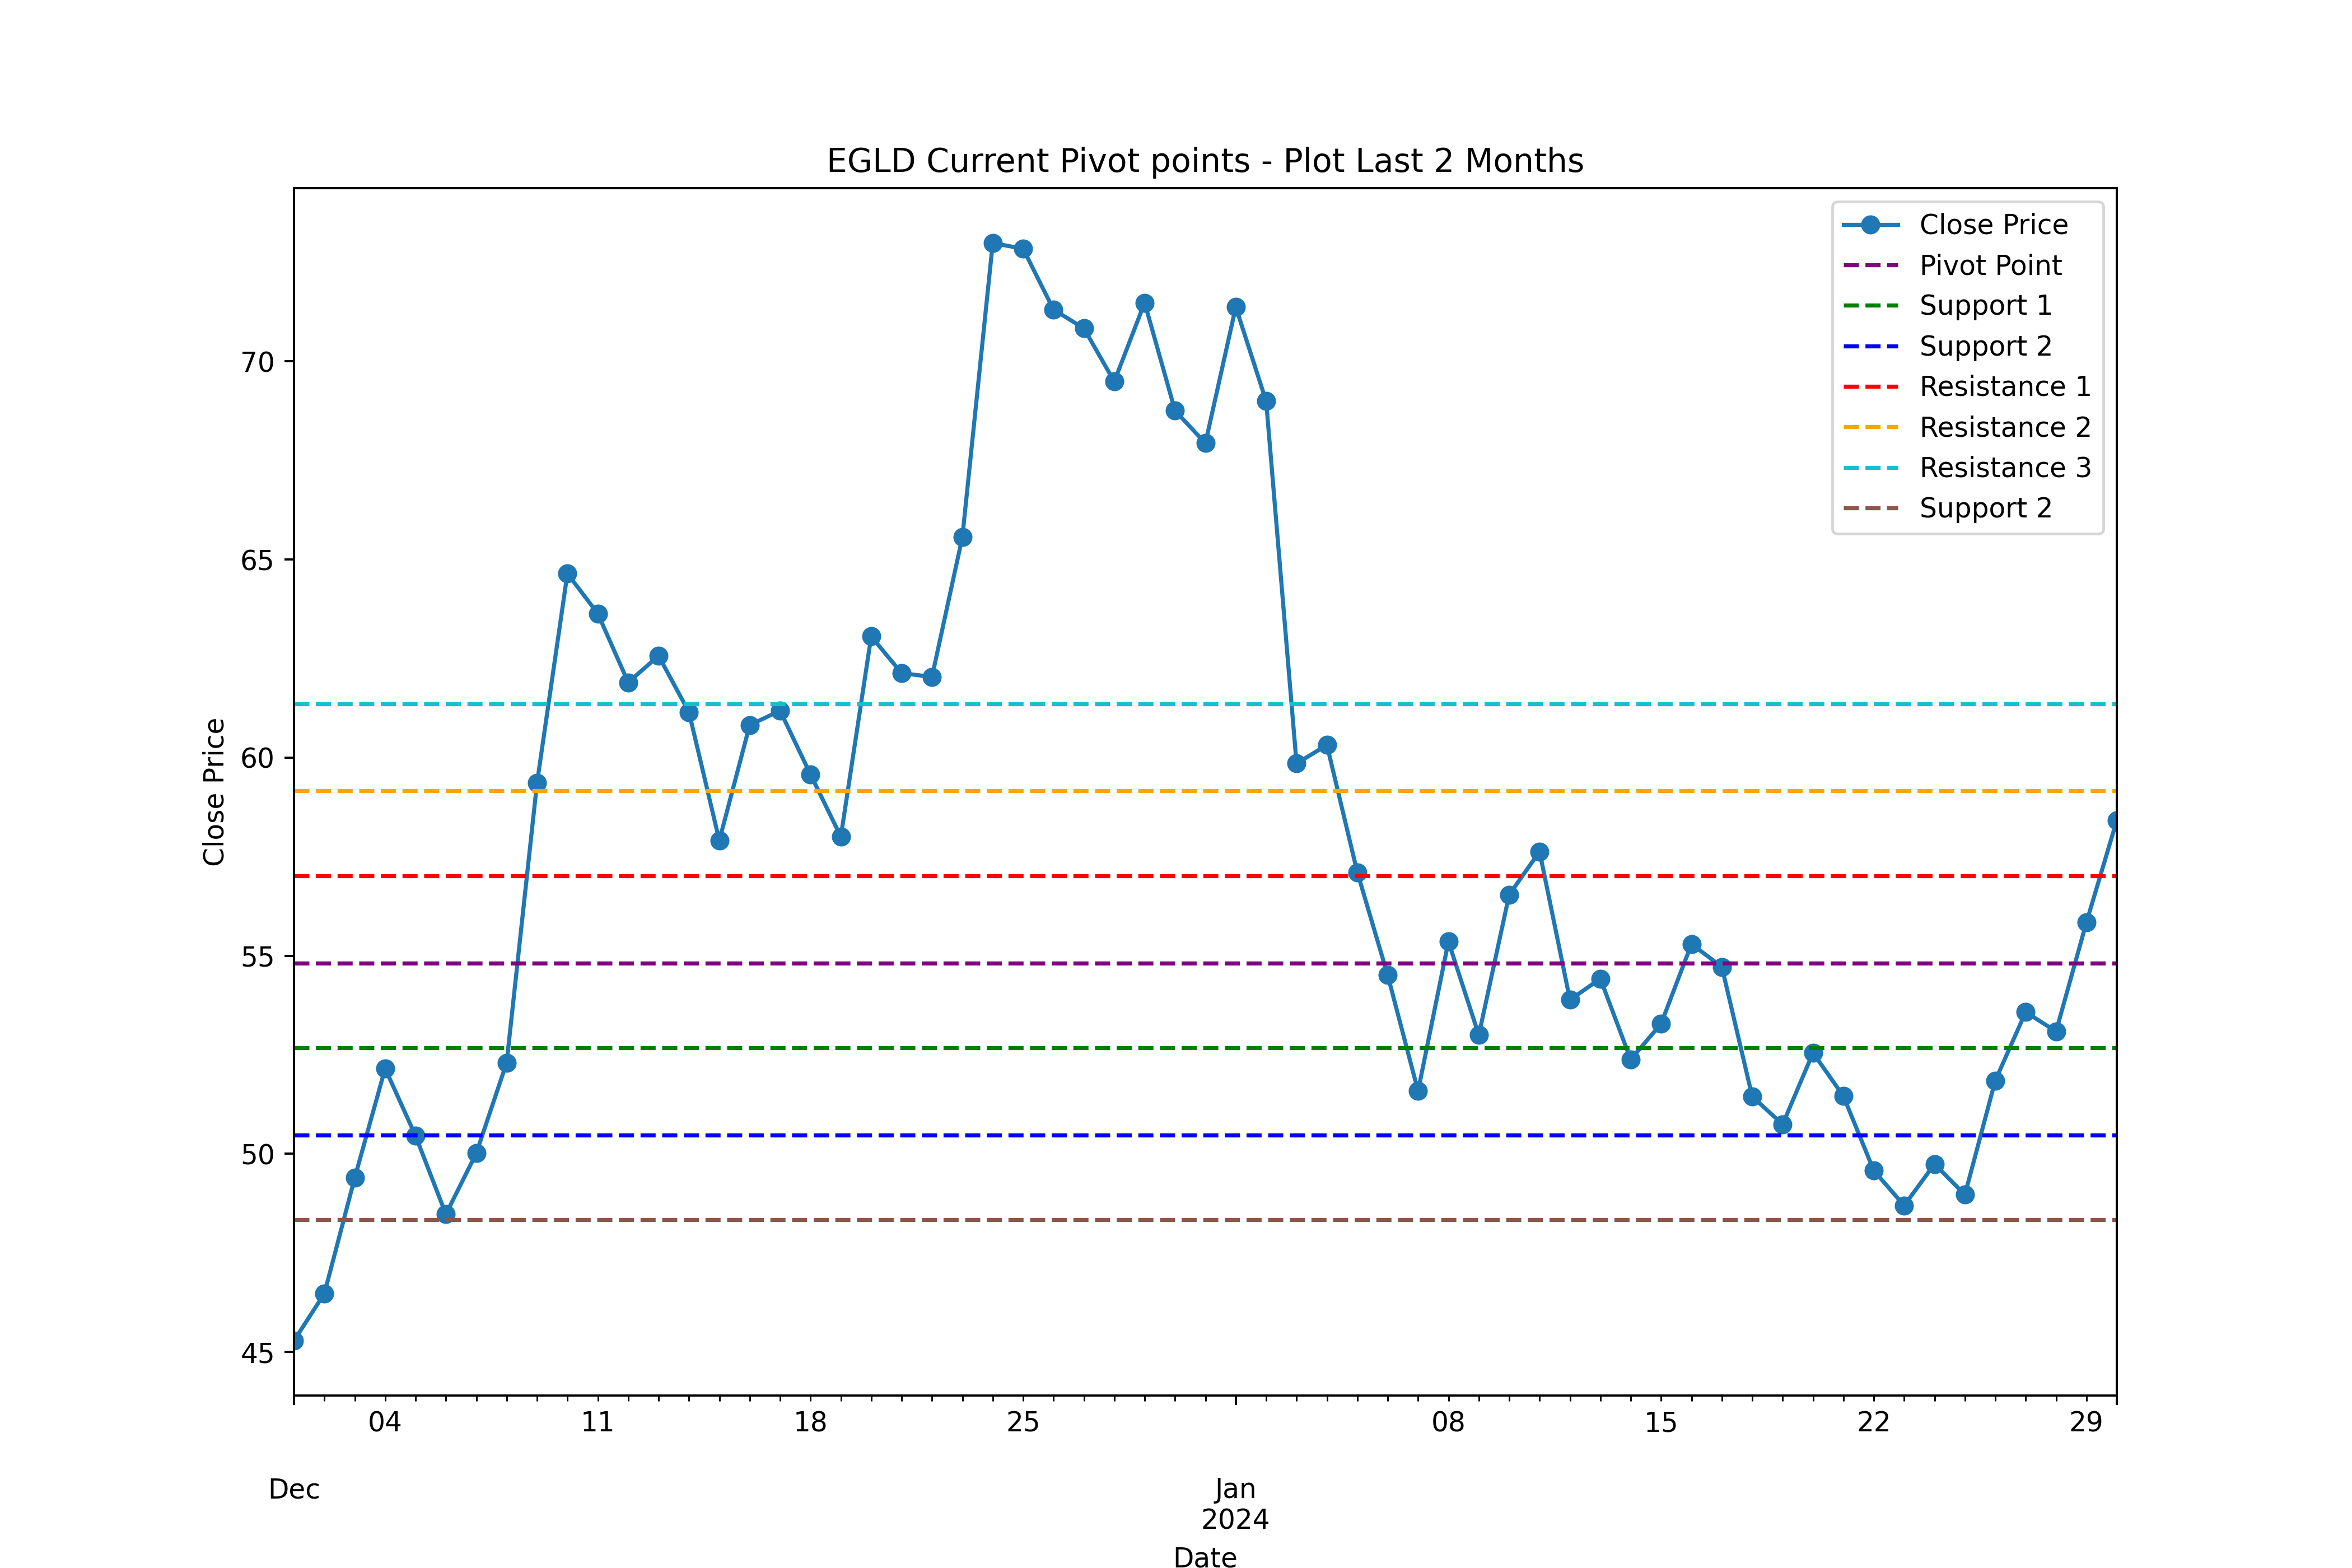 EGLD Current Pivot points - Plot Last 2 Months
Close Price
Pivot Point
Support 1
Support 2
Resistance 1
Resistance 2
Resistance 3
Support 2
70
65
60
55
50
45
Close Price
04 11 18 25 08 15 22 29
Dec Jan
2024
Date